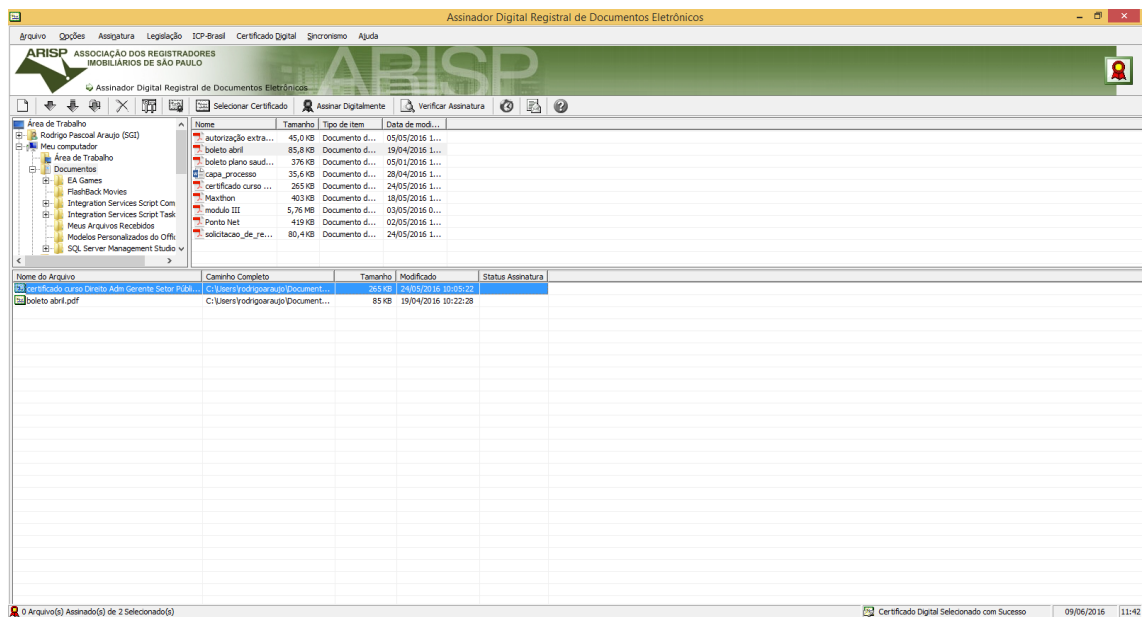 Assinador Digital Registral de Documentos Eletrônicos
Arquivo Opções Assinatura Legislação ICP-Brasil Certificado Digital Sincronismo Ajuda
ARISP ASSOCIAÇÃO DOS REGISTRADORES
IMOBILIÁRIOS DE SÃO PAULO
ARISP
Assinador Digital Registral de Documentos Eletrônicos
Selecionar Certificado Assinar Digitalmente Verificar Assinatura
Área de Trabalho
Rodrigo Pascoal Araujo (SGI)
Meu computador
Área de Trabalho
Documentos
EA Games
FlashBack Movies
Integration Services Script Com
Integration Services Script Task
Meus Arquivos Recebidos
Modelos Personalizados do Offic
SQL Server Management Studio
Nome Tamanho Tipo de item Data de modi...
autorização extra... 45,0 KB Documento d... 05/05/2016 1...
boleto abril 85,8 KB Documento d... 19/04/2016 1...
boleto plano saud... 376 KB Documento d... 05/01/2016 1...
capa_processo 35,6 KB Documento d... 28/04/2016 1...
certificado curso ... 265 KB Documento d... 24/05/2016 1...
Maxthon 403 KB Documento d... 18/05/2016 1...
modulo III 5,76 MB Documento d... 03/05/2016 0...
Ponto Net 419 KB Documento d... 02/05/2016 1...
solicitacao_de_re... 80,4 KB Documento d... 24/05/2016 1...
Nome do Arquivo Caminho Completo Tamanho Modificado Status Assinatura
certificado curso Direito Adm Gerente Setor Públi... C:\Users\rodrigoaraujo\Document... 265 KB 24/05/2016 10:05:22
boleto abril.pdf C:\Users\rodrigoaraujo\Document... 85 KB 19/04/2016 10:22:28
0 Arquivo(s) Assinado(s) de 2 Selecionado(s) Certificado Digital Selecionado com Sucesso 09/06/2016 11:42